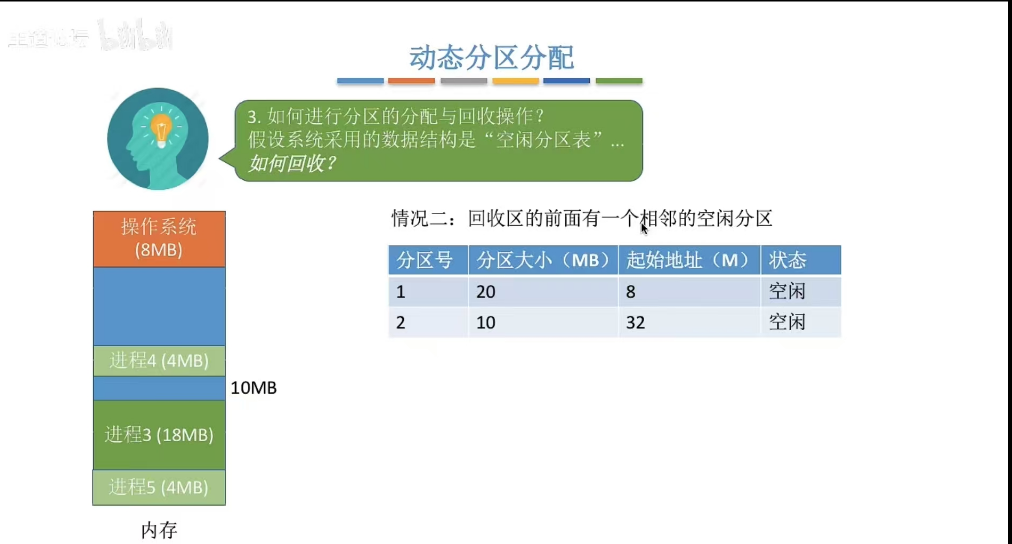 bilibili
动态分区分配
3. 如何进行分区的分配与回收操作？
假设系统采用的数据结构是“空闲分区表”...
如何回收？
情况二：回收区的前面有一个相邻的空闲分区
分区号 分区大小（MB） 起始地址（M） 状态
1 20 8 空闲
2 10 32 空闲
操作系统
(8MB)
进程4 (4MB)
10MB
进程3 (18MB)
进程5 (4MB)
内存